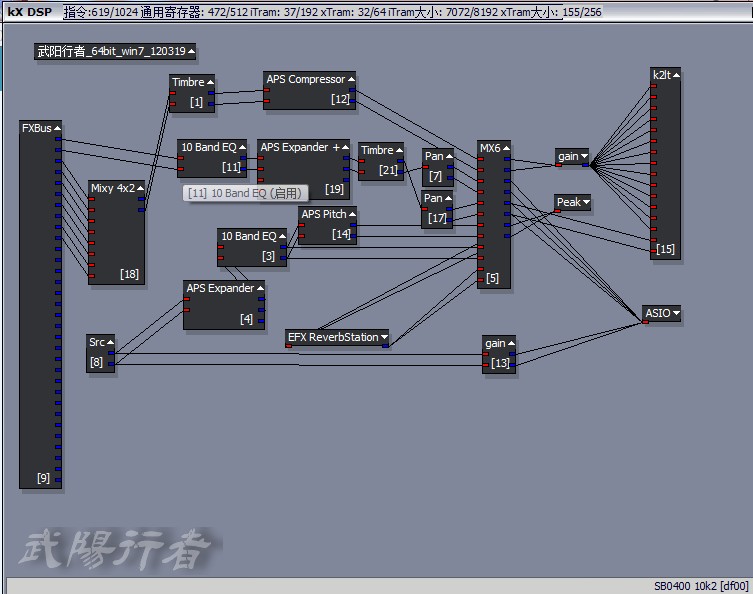 kX DSP 指令:619/1024 通用寄存器: 472/512 iTram: 37/192 xTram: 32/64 iTram大小: 7072/8192 xTram大小: 155/256
武阳行者_64bit_win7_120319
Timbre
[1]
APS Compressor
[12]
k2lt
[15]
FXBus
[9]
10 Band EQ
[11]
APS Expander +
[19]
Timbre
[21]
Pan
[7]
MX6
[5]
gain
Mixy 4x2
[18]
[11] 10 Band EQ (启用)
Pan
[17]
Peak
APS Pitch
[14]
10 Band EQ
[3]
APS Expander
[4]
ASIO
Src
[8]
EFX ReverbStation
gain
[13]
武陽行者
SB0400 10k2 [df00]